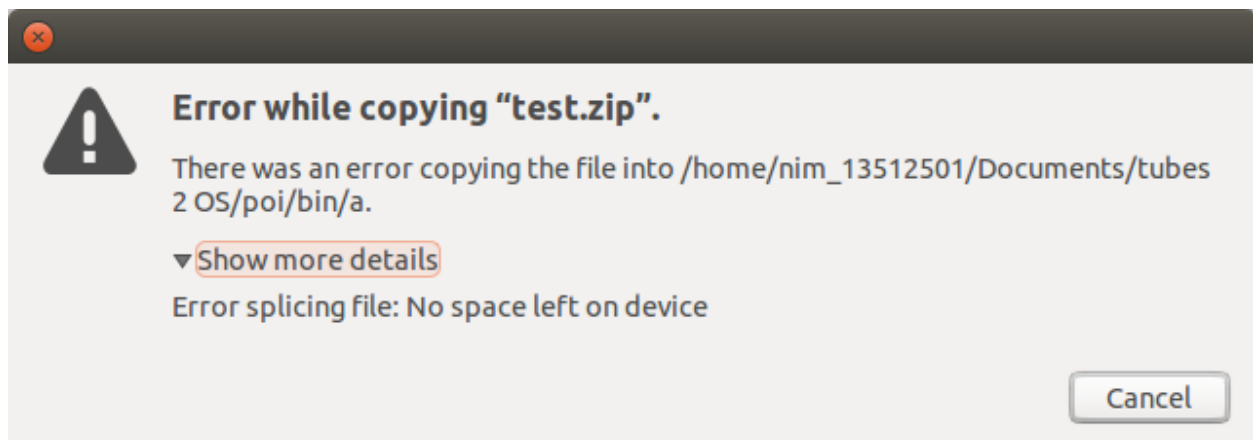 Error while copying “test.zip”.
There was an error copying the file into /home/nim_13512501/Documents/tubes
2 OS/poi/bin/a.
Show more details
Error splicing file: No space left on device
Cancel